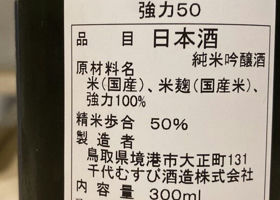 強力50
品目 日本酒
純米吟醸酒
原材料名
米(国産)、米麹(国産米)、
強力100%
精米歩合 50%
製造者
鳥取県境港市大正町131
千代むすび酒造株式会社
内容量 300ml